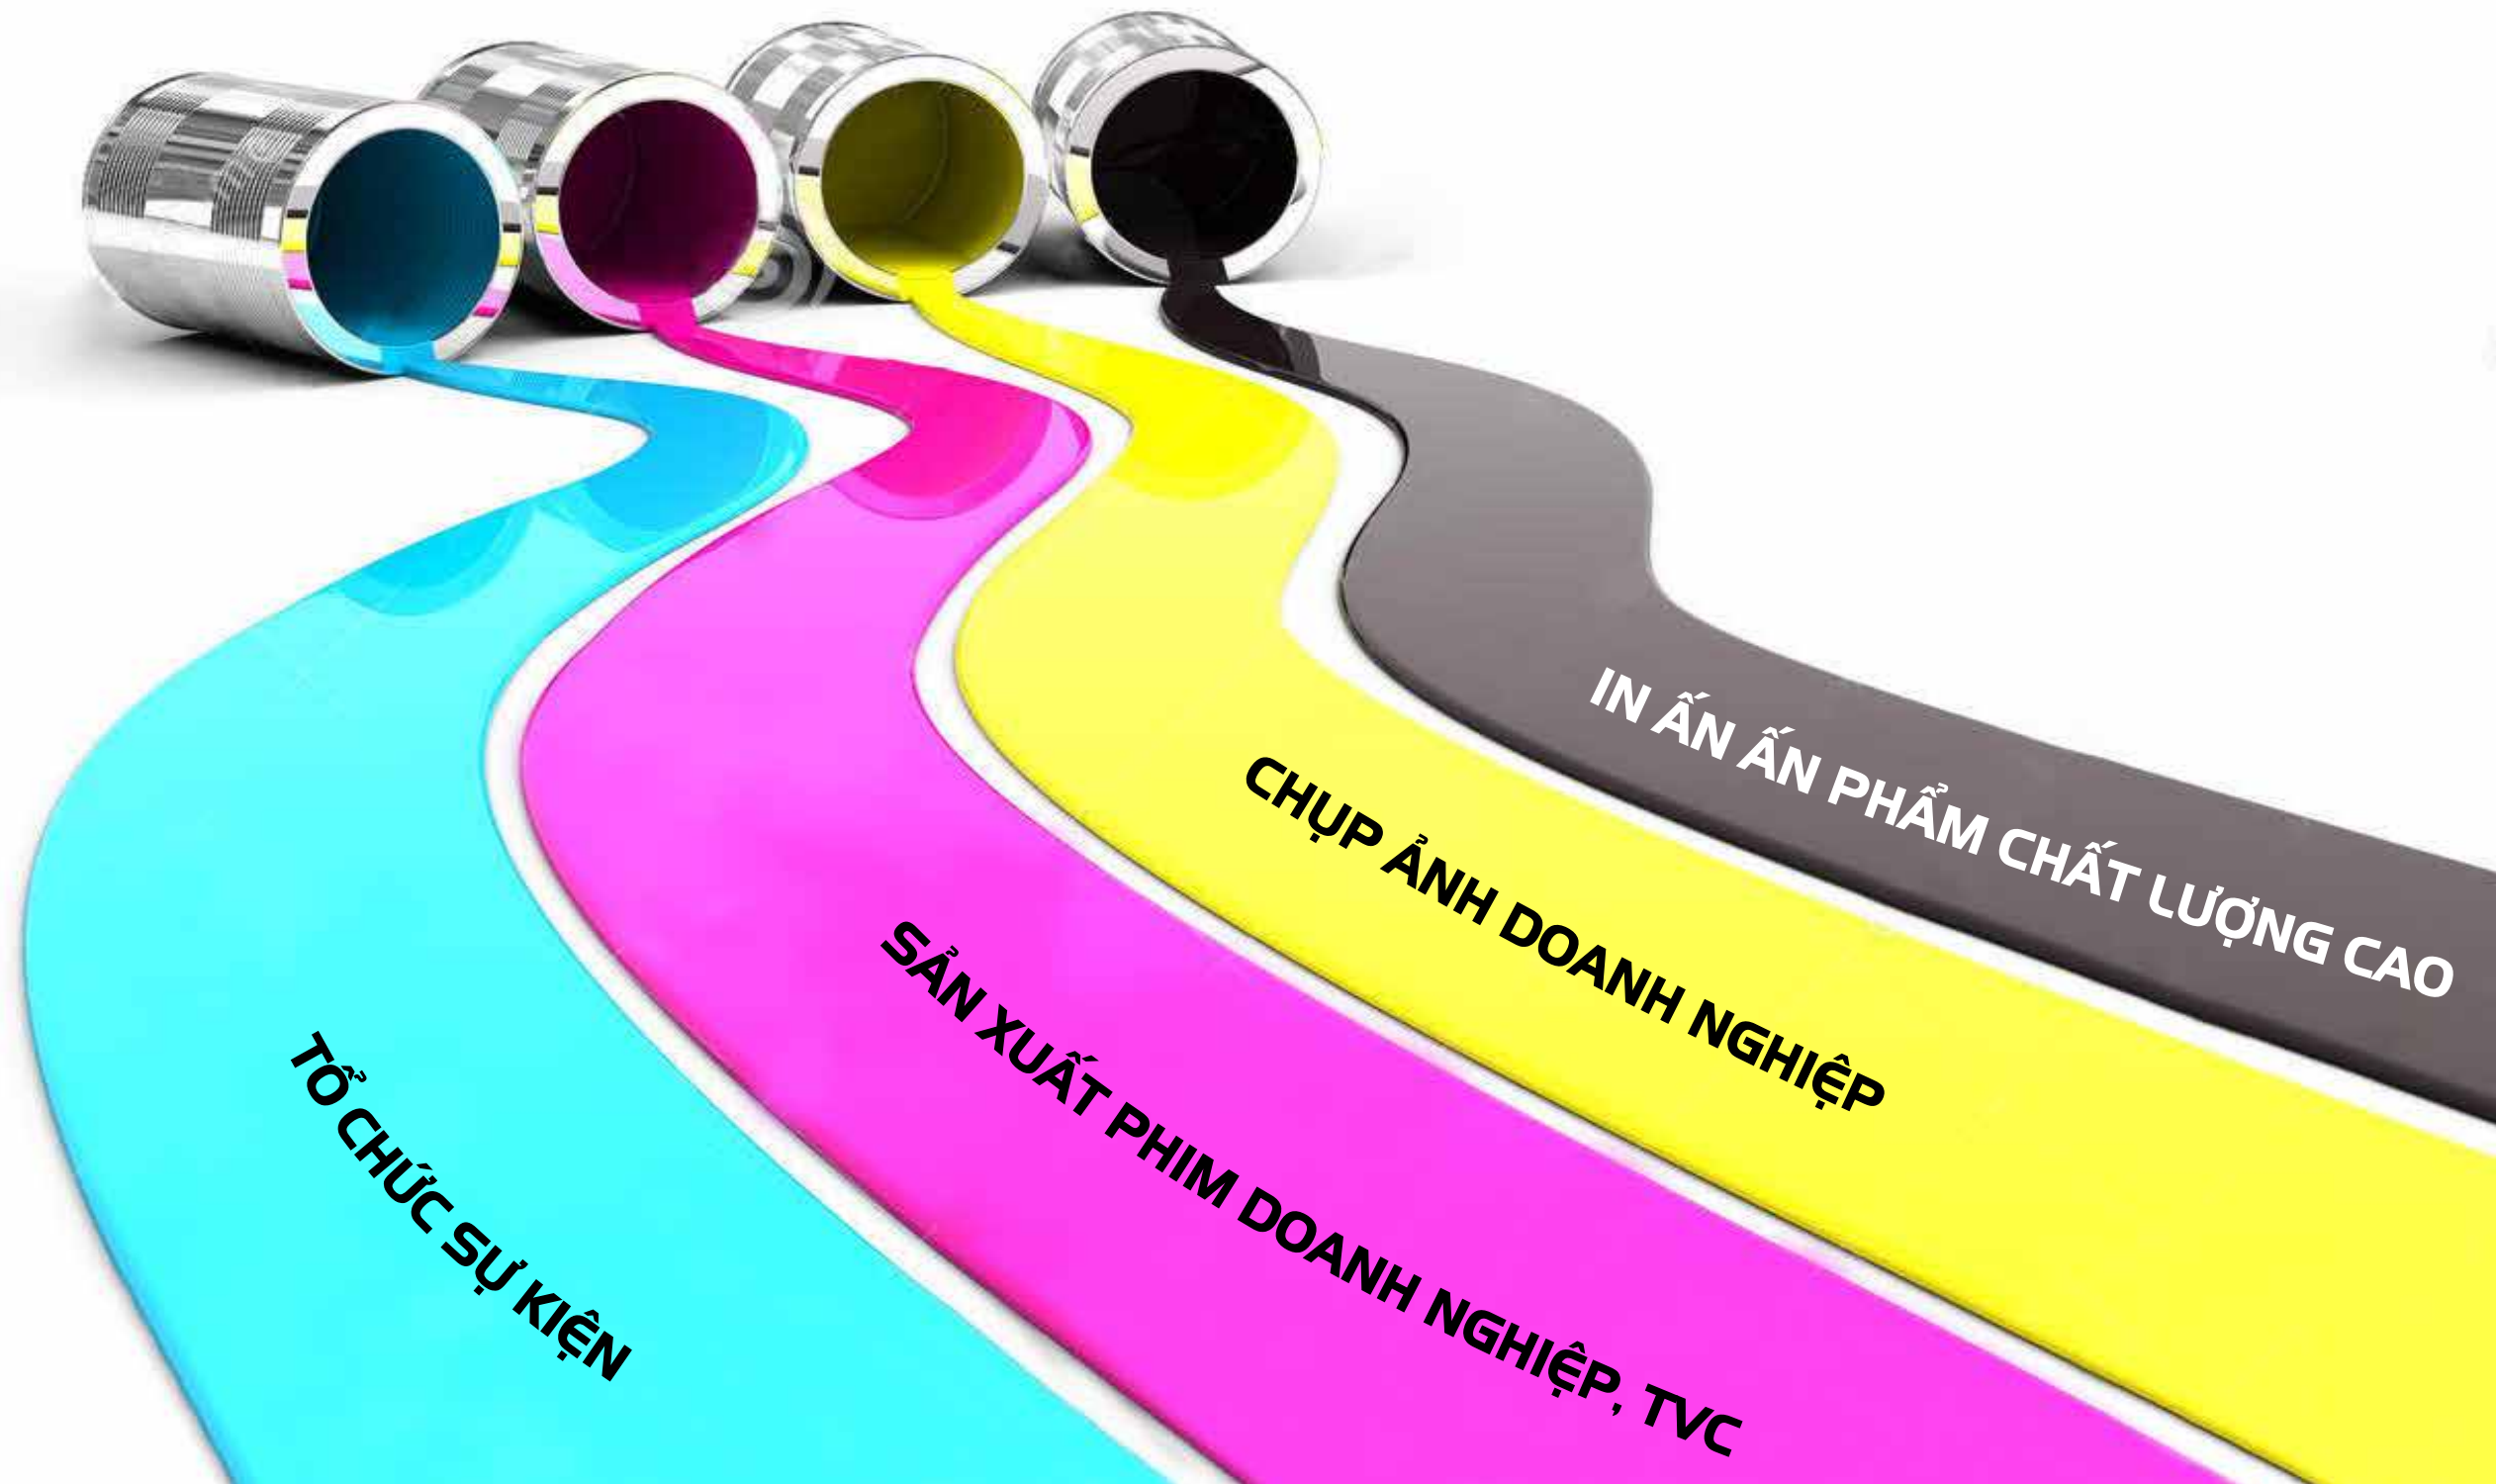 IN ẤN ẤN PHẨM CHẤT LƯỢNG CAO
CHỤP ẢNH DOANH NGHIỆP
SẢN XUẤT PHIM DOANH NGHIỆP, TVC
TỔ CHỨC SỰ KIỆN